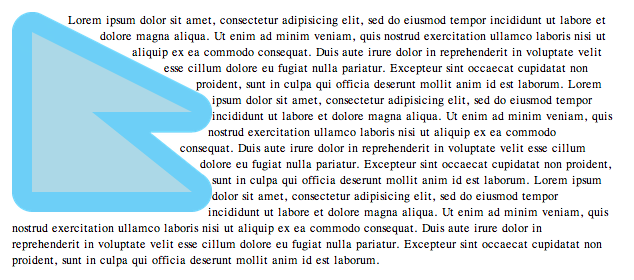 Lorem ipsum dolor sit amet, consectetur adipisicing elit, sed do eiusmod tempor incididunt ut labore et
dolore magna aliqua. Ut enim ad minim veniam, quis nostrud exercitation ullamco laboris nisi ut
aliquip ex ea commodo consequat. Duis aute irure dolor in reprehenderit in voluptate velit
esse cillum dolore eu fugiat nulla pariatur. Excepteur sint occaecat cupidatat non
proident, sunt in culpa qui officia deserunt mollit anim id est laborum. Lorem
ipsum dolor sit amet, consectetur adipisicing elit, sed do eiusmod tempor
incididunt ut labore et dolore magna aliqua. Ut enim ad minim veniam, quis
nostrud exercitation ullamco laboris nisi ut aliquip ex ea commodo
consequat. Duis aute irure dolor in reprehenderit in voluptate velit esse cillum
dolore eu fugiat nulla pariatur. Excepteur sint occaecat cupidatat non proident,
sunt in culpa qui officia deserunt mollit anim id est laborum. Lorem ipsum
dolor sit amet, consectetur adipisicing elit, sed do eiusmod tempor
incididunt ut labore et dolore magna aliqua. Ut enim ad minim veniam, quis
nostrud exercitation ullamco laboris nisi ut aliquip ex ea commodo consequat. Duis aute irure dolor in
reprehenderit in voluptate velit esse cillum dolore eu fugiat nulla pariatur. Excepteur sint occaecat cupidatat non
proident, sunt in culpa qui officia deserunt mollit anim id est laborum.